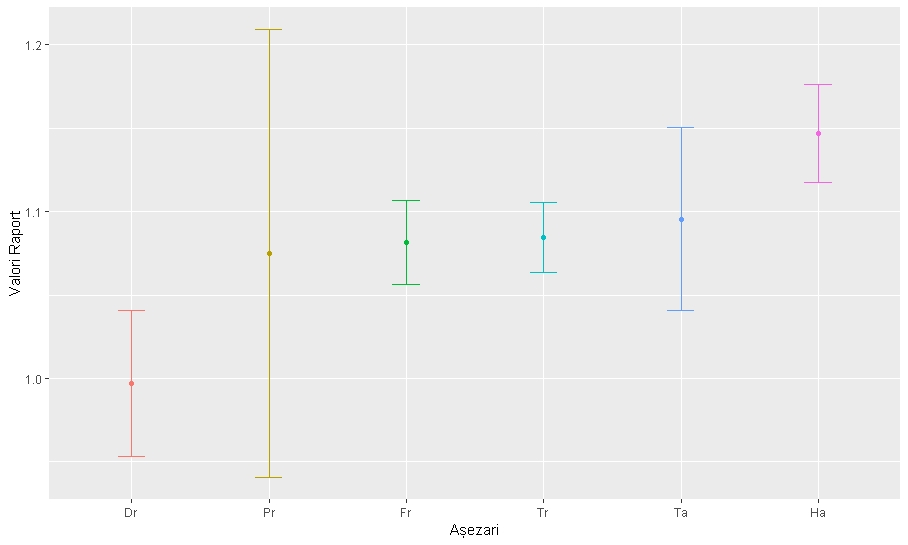 Valori Raport
1.2
1.1
1.0
Dr Pr Fr Tr Ta Ha
Așezari